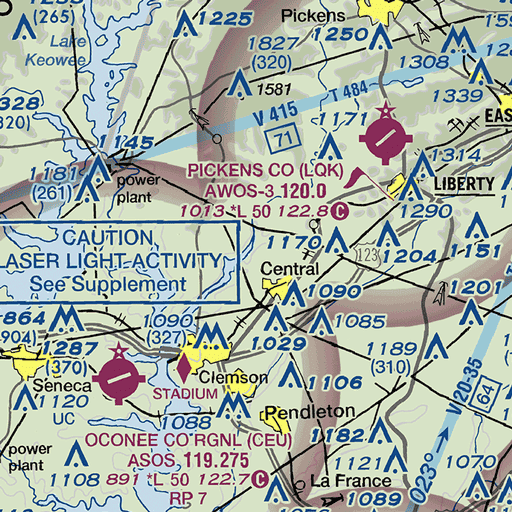 1225
(265)
Lake
Keowee
Pickens
1250
1827
(320)
1581
T 484
1308
1339
EAS
328
320)
1145
V 415
71
1171
1314
1181
(261)
power
plant
PICKENS CO (LQK)
AWOS-3 120.0
1013 *L 50 122.8 C
LIBERTY
1290
CAUTION
LASER LIGHT ACTIVITY
See Supplement
1170
123
1204
1151
Central
1090
1201
864
(904)
1090
(327)
1029
1085
1287
(370)
1189
(310)
V 20-35
64
Seneca
Clemson
STADIUM
1106
1120
UC
1088
Pendleton
1182
023°
OCONEE CO RGNL (CEU)
ASOS 119.275
891 *L 50 122.7 C
RP 7
power
plant
1108
1121
1070
La France
1089